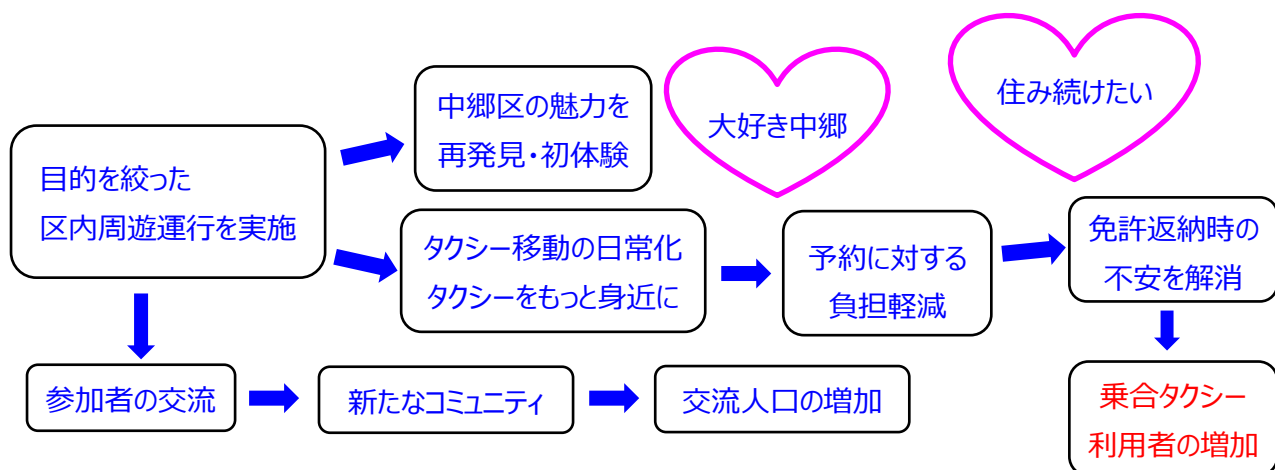 中郷区の魅力を
再発見・初体験
大好き中郷
住み続けたい
目的を絞った
区内周遊運行を実施
タクシー移動の日常化
タクシーをもっと身近に
予約に対する
負担軽減
免許返納時の
不安を解消
参加者の交流
新たなコミュニティ
交流人口の増加
乗合タクシー
利用者の増加